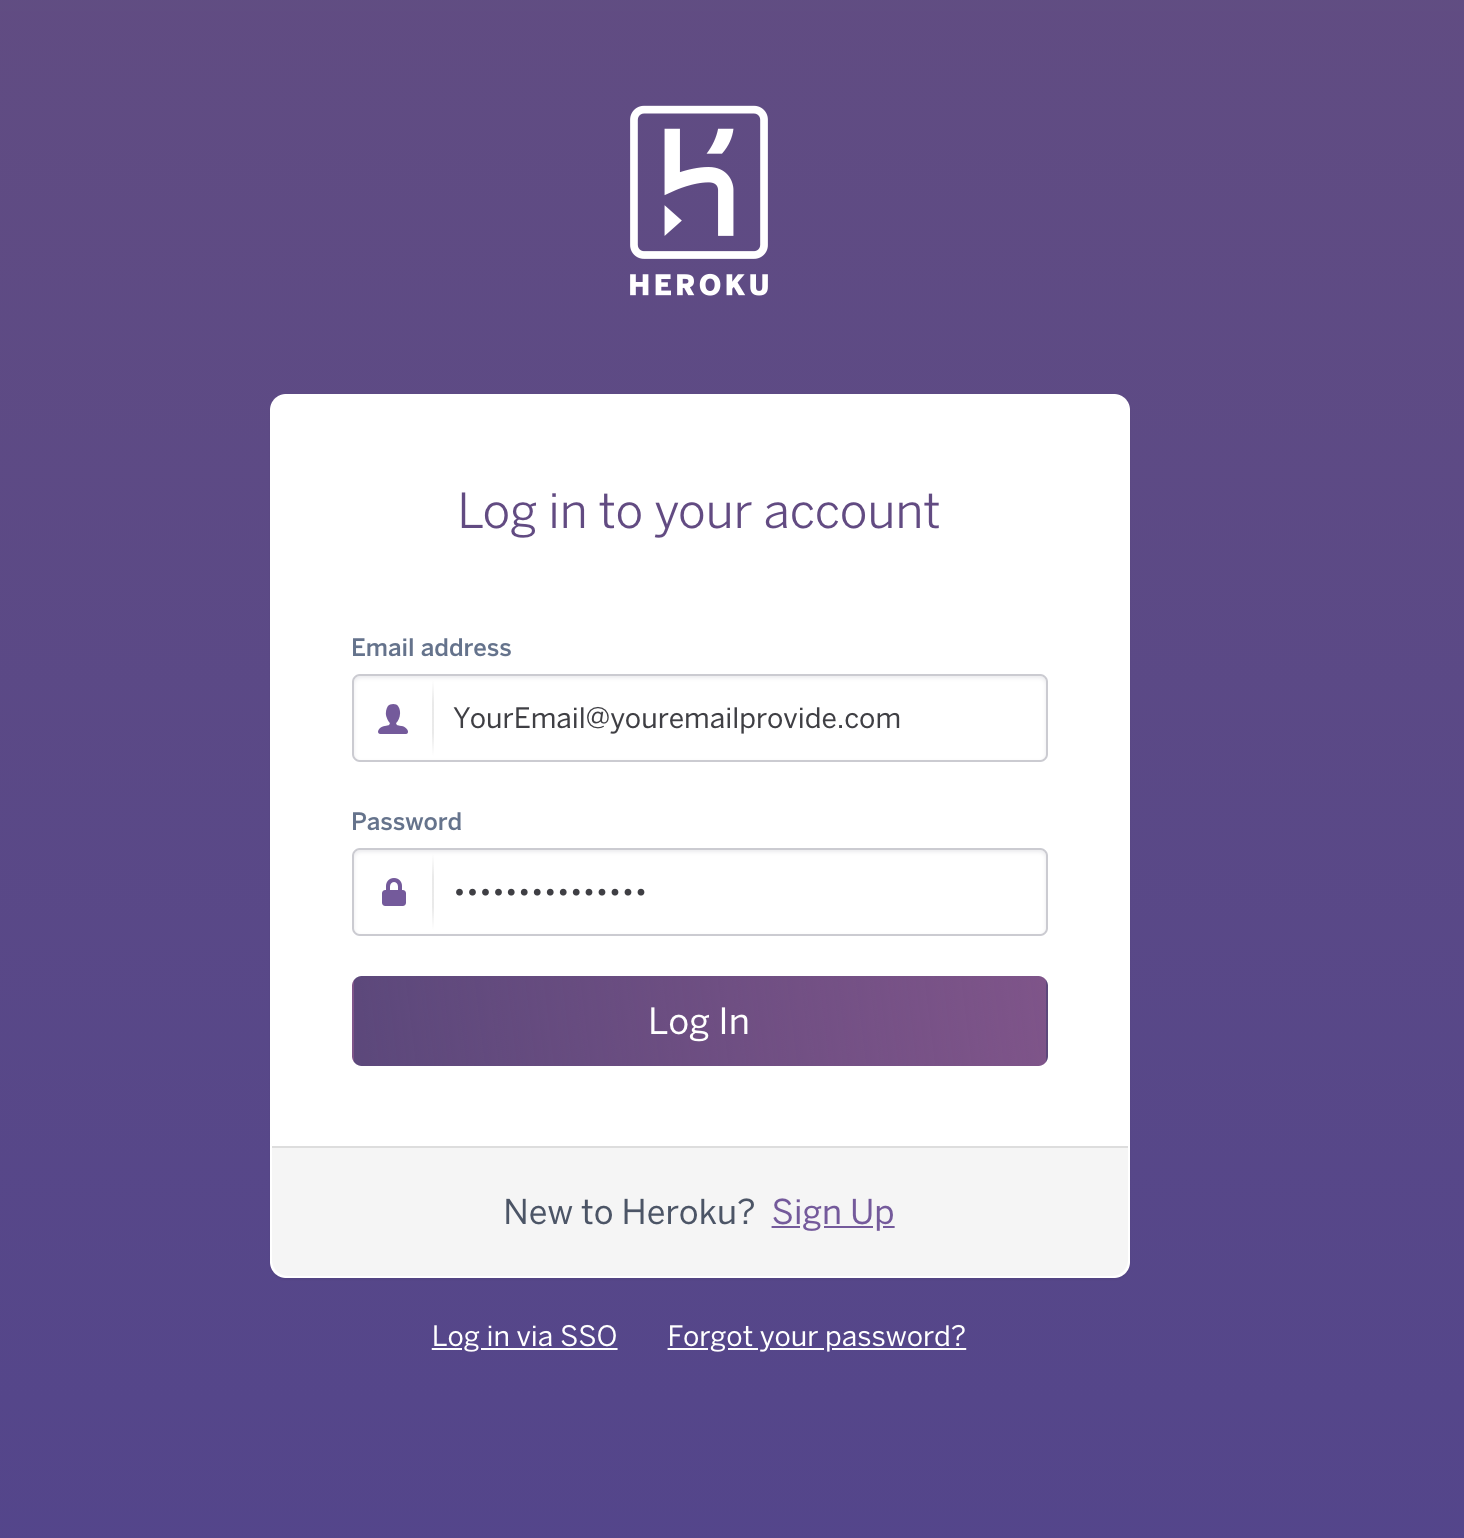 HEROKU
Log in to your account
Email address
YourEmail@youremailprovide.com
Password
•••••••••••••••
Log In
New to Heroku? Sign Up
Log in via SSO Forgot your password?